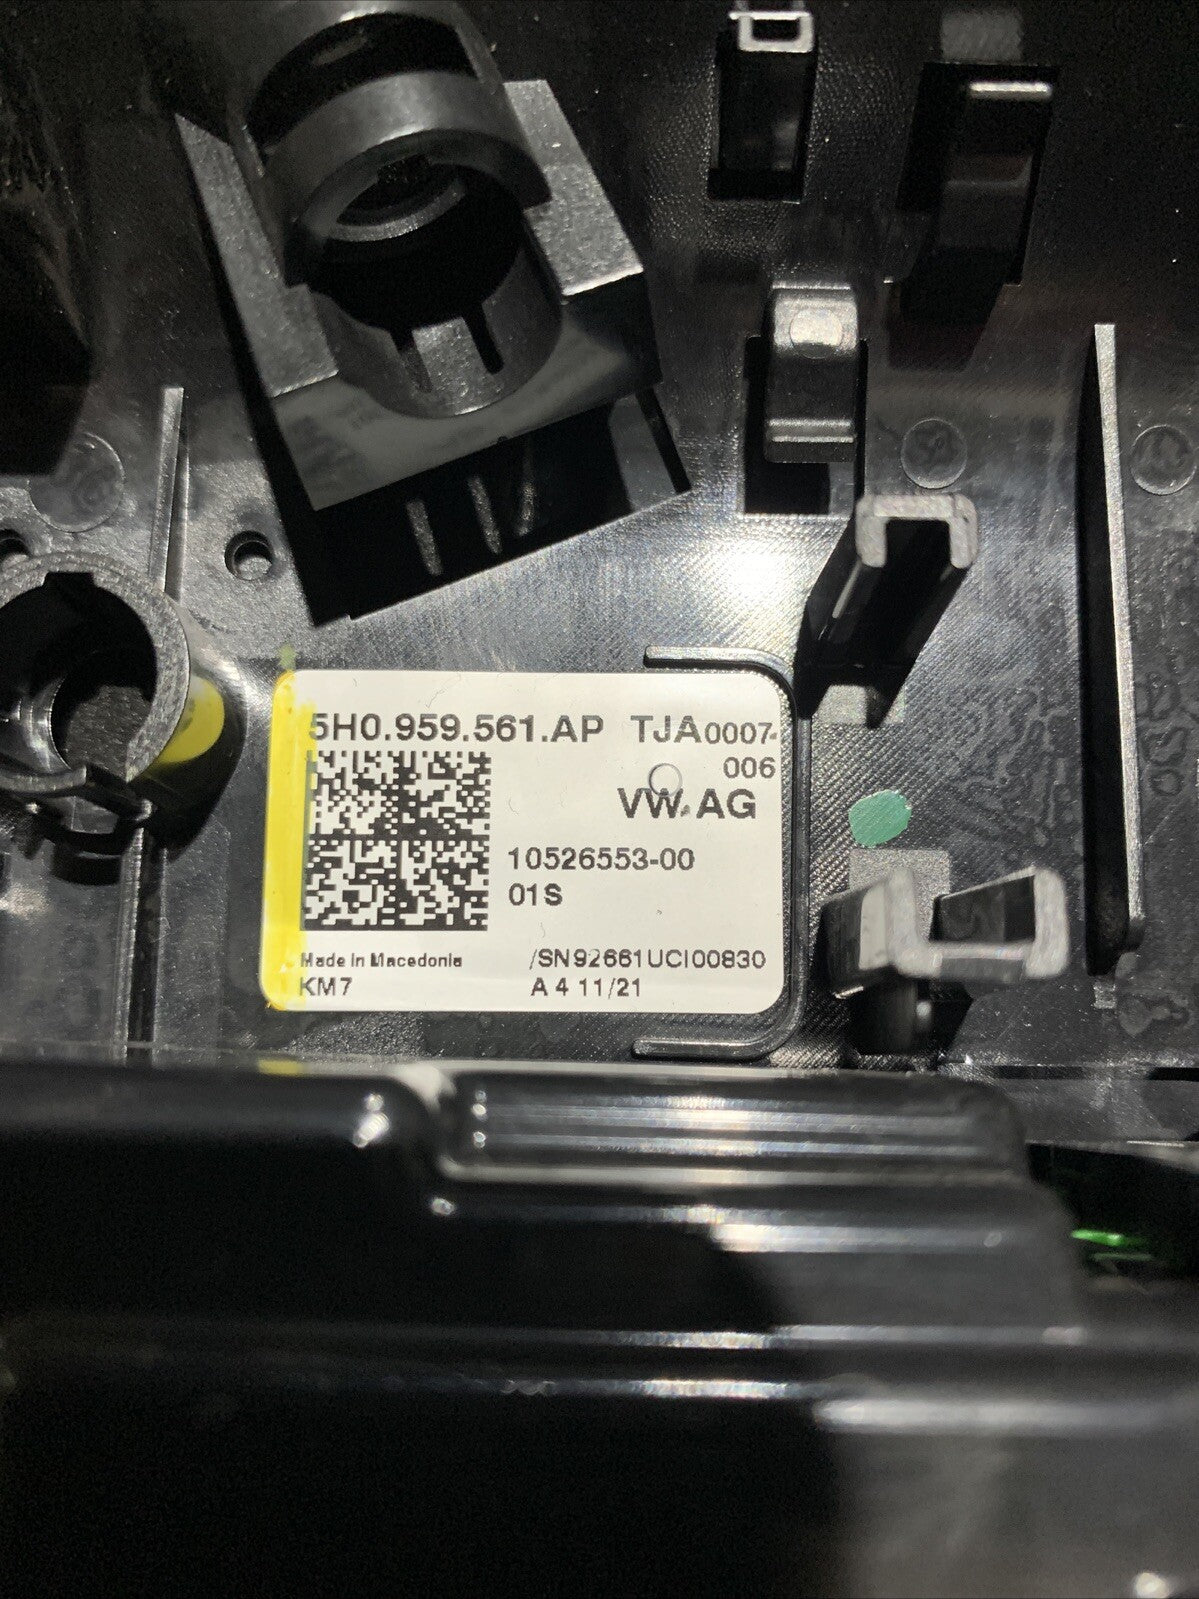 5H0.959.561.AP TJA0007-
006
VW AG
10526553-00
01S
Made in Macedonia /SN92661UCI00830
KM7 A 4 11/21